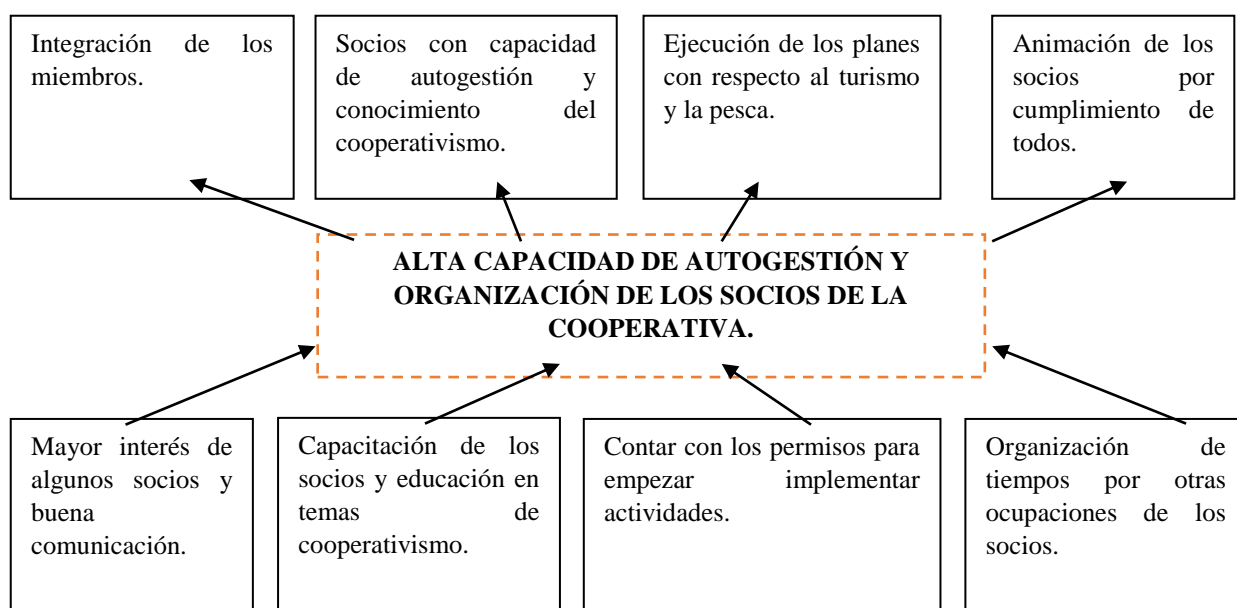 Integración de los
miembros.
Socios con capacidad
de autogestión y
conocimiento del
cooperativismo.
Ejecución de los planes
con respecto al turismo
y la pesca.
Animación de los
socios por
cumplimiento de
todos.
ALTA CAPACIDAD DE AUTOGESTIÓN Y
ORGANIZACIÓN DE LOS SOCIOS DE LA
COOPERATIVA.
Mayor interés de
algunos socios y
buena
comunicación.
Capacitación de los
socios y educación en
temas de
cooperativismo.
Contar con los permisos para
empezar implementar
actividades.
Organización de
tiempos por otras
ocupaciones de los
socios.